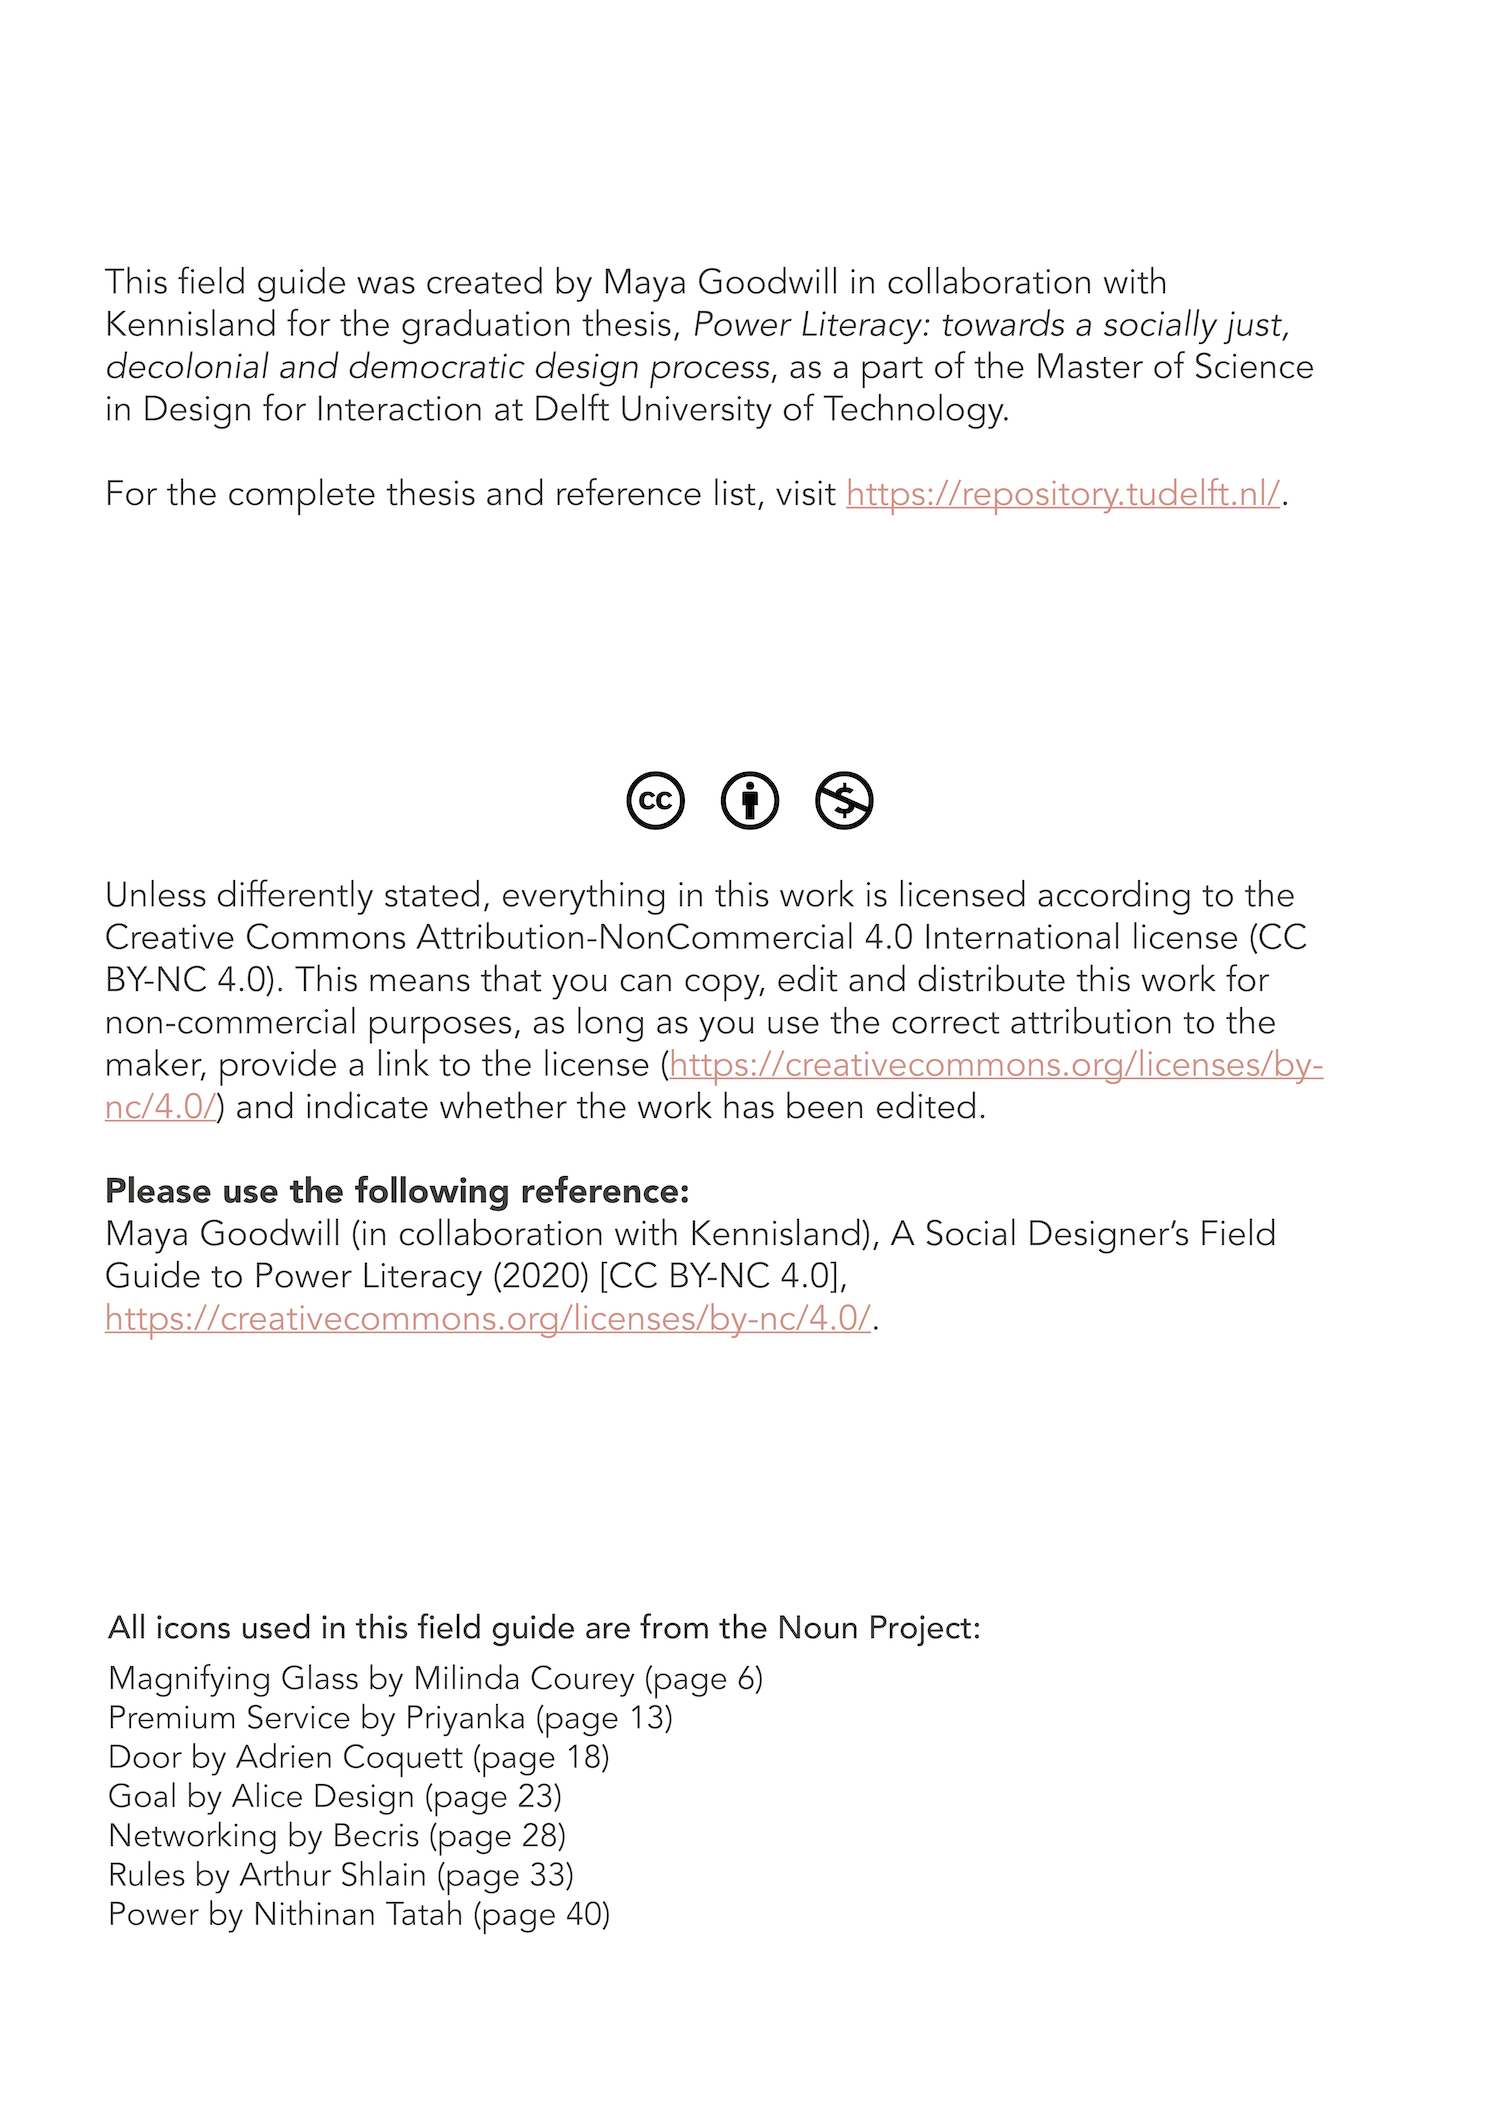 This field guide was created by Maya Goodwill in collaboration with
Kennisland for the graduation thesis, Power Literacy: towards a socially just,
decolonial and democratic design process, as a part of the Master of Science
in Design for Interaction at Delft University of Technology.
For the complete thesis and reference list, visit https://repository.tudelft.nl/.
cc
Unless differently stated, everything in this work is licensed according to the
Creative Commons Attribution-NonCommercial 4.0 International license (CC
BY-NC 4.0). This means that you can copy, edit and distribute this work for
non-commercial purposes, as long as you use the correct attribution to the
maker, provide a link to the license (https://creativecommons.org/licenses/by-
nc/4.0/) and indicate whether the work has been edited.
Please use the following reference:
Maya Goodwill (in collaboration with Kennisland), A Social Designer’s Field
Guide to Power Literacy (2020) [CC BY-NC 4.0],
https://creativecommons.org/licenses/by-nc/4.0/.
All icons used in this field guide are from the Noun Project:
Magnifying Glass by Milinda Courey (page 6)
Premium Service by Priyanka (page 13)
Door by Adrien Coquett (page 18)
Goal by Alice Design (page 23)
Networking by Becris (page 28)
Rules by Arthur Shlain (page 33)
Power by Nithinan Tatah (page 40)